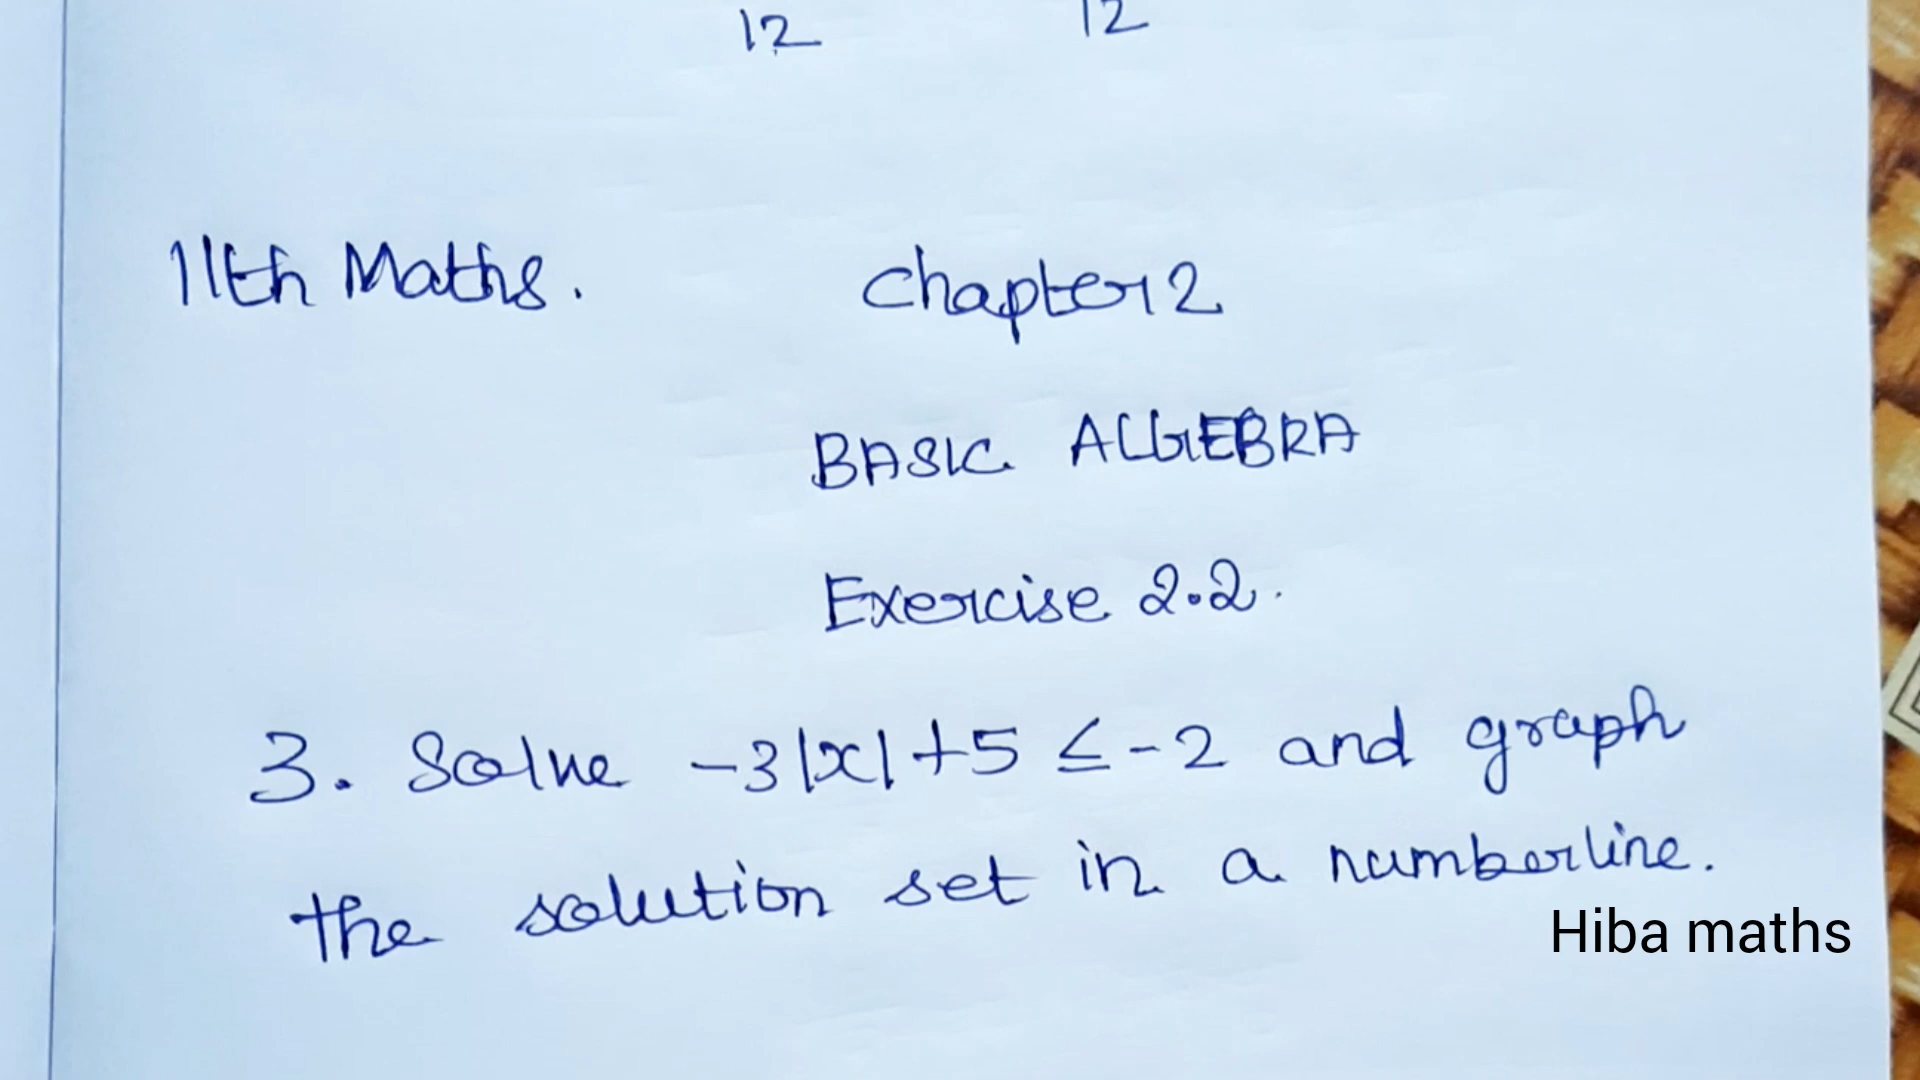 12 12
11th Maths. Chapter 2
BASIC ALGEBRA
Exercise 2.2.
3. Solve -3|x|+5 ≤ -2 and graph
the solution set in a numberline.
Hiba maths